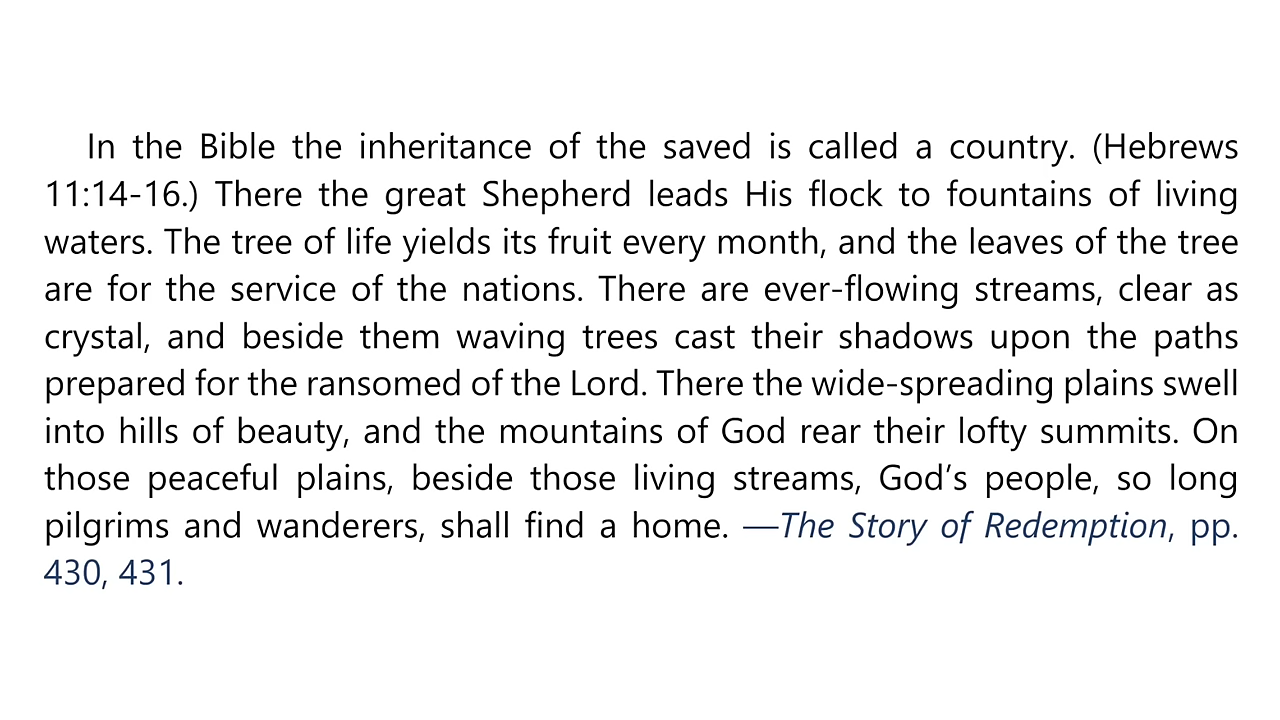 In the Bible the inheritance of the saved is called a country. (Hebrews
11:14-16.) There the great Shepherd leads His flock to fountains of living
waters. The tree of life yields its fruit every month, and the leaves of the tree
are for the service of the nations. There are ever-flowing streams, clear as
crystal, and beside them waving trees cast their shadows upon the paths
prepared for the ransomed of the Lord. There the wide-spreading plains swell
into hills of beauty, and the mountains of God rear their lofty summits. On
those peaceful plains, beside those living streams, God’s people, so long
pilgrims and wanderers, shall find a home. —The Story of Redemption, pp.
430, 431.